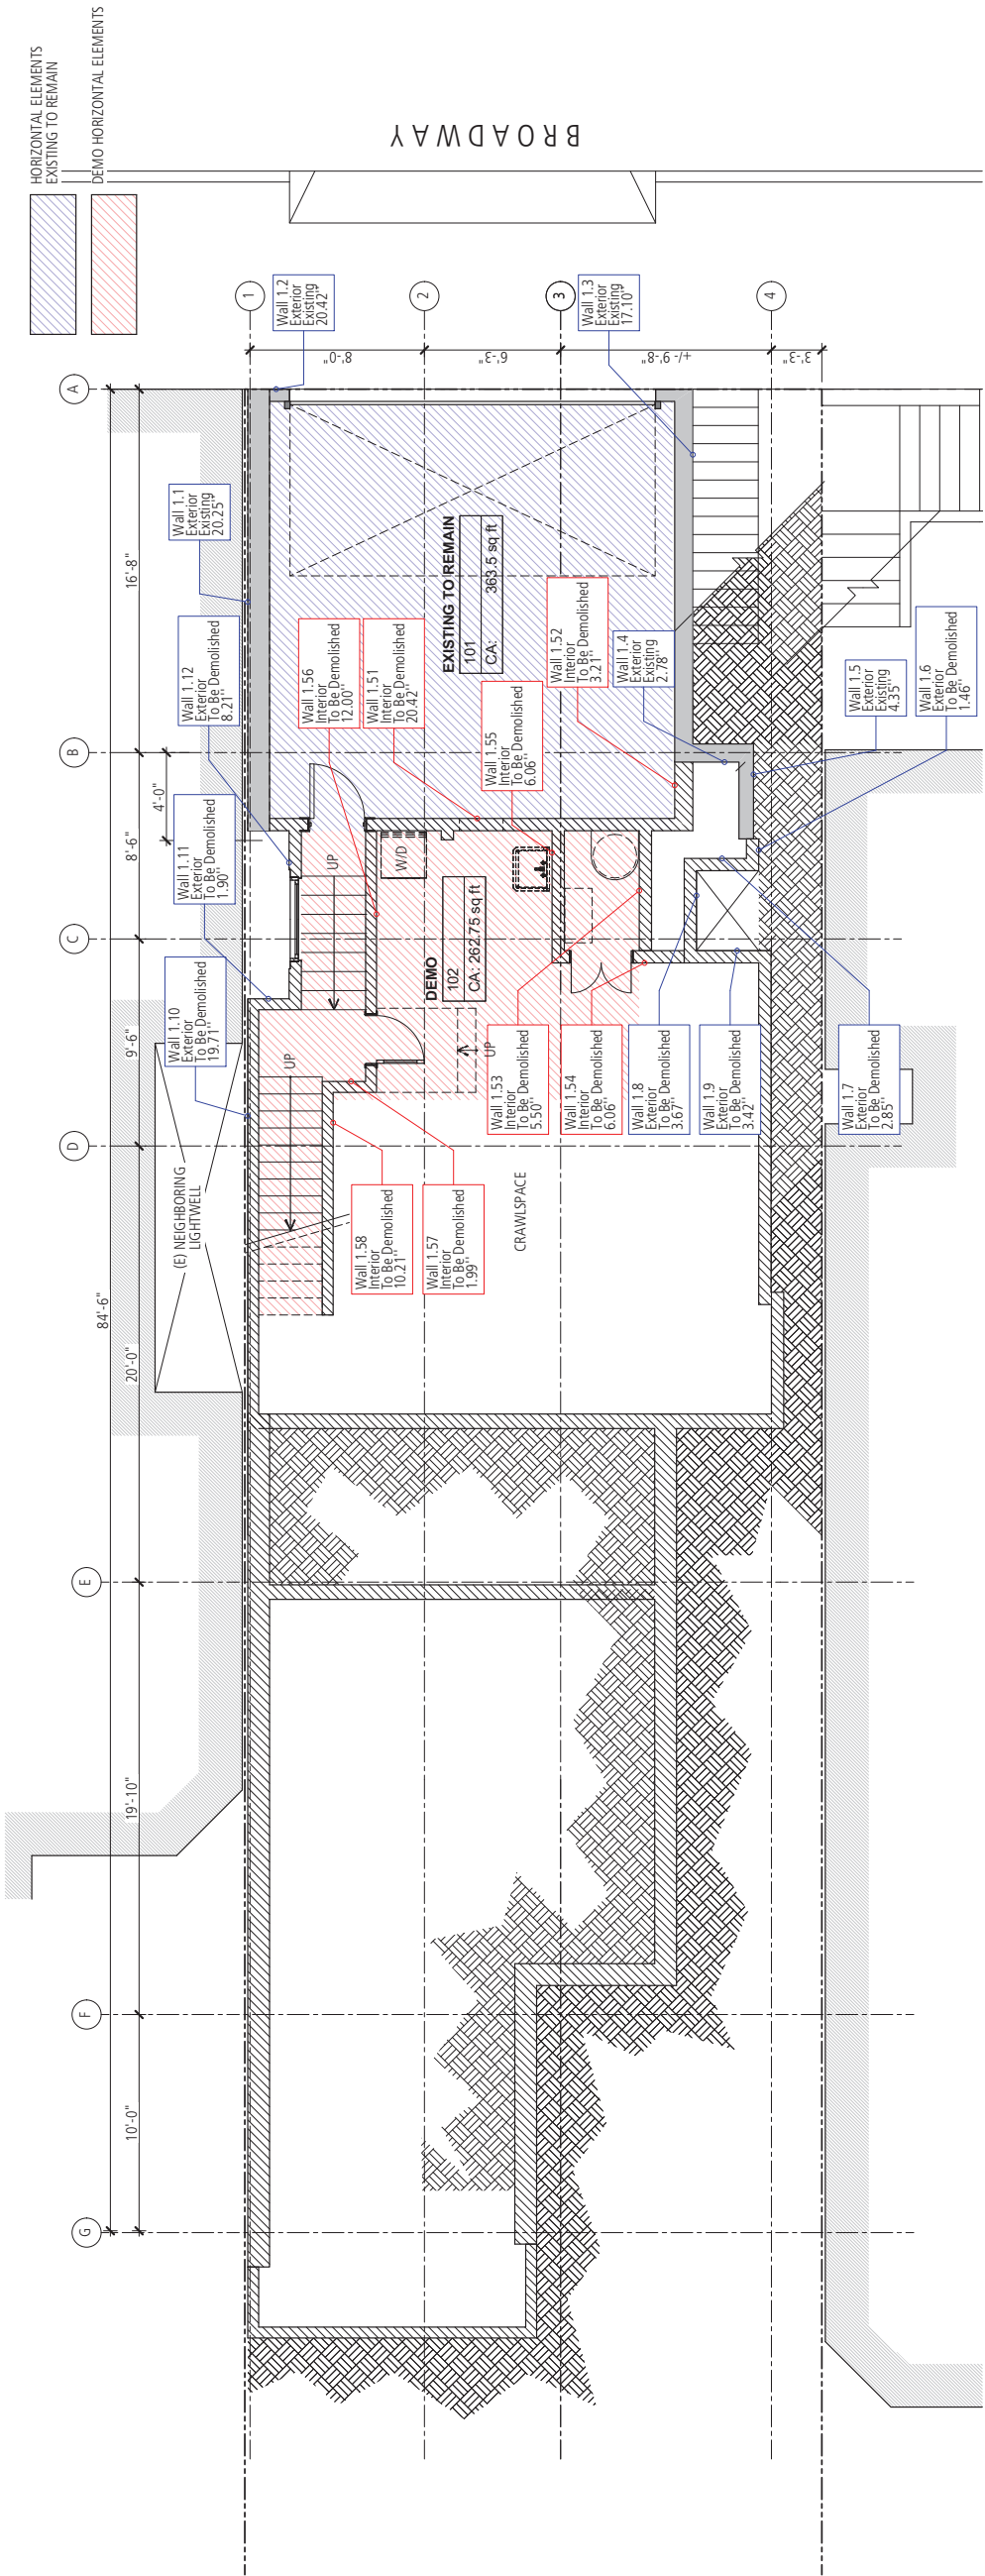 HORIZONTAL ELEMENTS
EXISTING TO REMAIN
DEMO HORIZONTAL ELEMENTS
BROADWAY
1
2
3
4
8'-0"
6'-3"
+/- 9'-8"
3'-3"
A
B
C
D
E
F
G
84'-6"
16'-8"
4'-0"
8'-6"
9'-6"
20'-0"
19'-10"
10'-0"
Wall 1.2
Exterior
Existing
20.42"
Wall 1.3
Exterior
Existing
17.10"
Wall 1.1
Exterior
Existing
20.25"
Wall 1.12
Exterior
To Be Demolished
8.21"
Wall 1.11
Exterior
To Be Demolished
1.90"
Wall 1.10
Exterior
To Be Demolished
19.71"
Wall 1.56
Interior
To Be Demolished
12.00"
Wall 1.51
Interior
To Be Demolished
20.42"
EXISTING TO REMAIN
101
CA: 363.5 sq ft
Wall 1.55
Interior
To Be Demolished
6.06"
Wall 1.52
Interior
To Be Demolished
3.21"
Wall 1.4
Exterior
Existing
2.78"
Wall 1.5
Exterior
Existing
4.35"
Wall 1.6
Exterior
To Be Demolished
1.46"
UP
W/D
DEMO
102
CA: 262.75 sq ft
UP
UP
Wall 1.53
Interior
To Be Demolished
5.50"
Wall 1.54
Interior
To Be Demolished
6.06"
Wall 1.8
Exterior
To Be Demolished
3.67"
Wall 1.9
Exterior
To Be Demolished
3.42"
Wall 1.7
Exterior
To Be Demolished
2.85"
(E) NEIGHBORING
LIGHTWELL
Wall 1.58
Interior
To Be Demolished
10.21"
Wall 1.57
Interior
To Be Demolished
1.99"
CRAWLSPACE